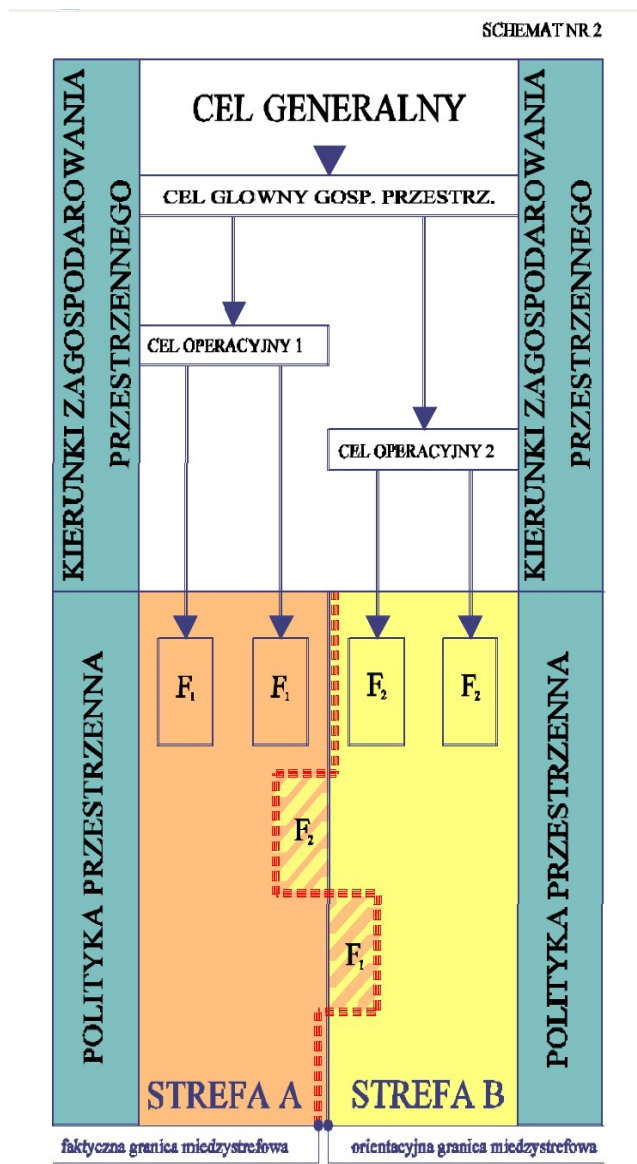 SCHEMAT NR 2
KIERUNKI ZAGOSPODAROWANIA
PRZESTRZENNEGO
CEL GENERALNY
CEL GLOWNY GOSP. PRZESTRZ.
CEL OPERACYJNY 1
CEL OPERACYJNY 2
KIERUNKI ZAGOSPODAROWANIA
PRZESTRZENNEGO
POLITYKA PRZESTRZENNA
F₁ F₁ F₂ F₂
F₂
F₁
STREFA A STREFA B
POLITYKA PRZESTRZENNA
faktyczna granica miedzystrefowa orientacyjna granica miedzystrefowa